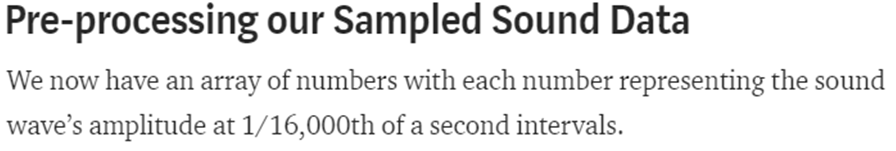 Pre-processing our Sampled Sound Data
We now have an array of numbers with each number representing the sound
wave’s amplitude at 1/16,000th of a second intervals.